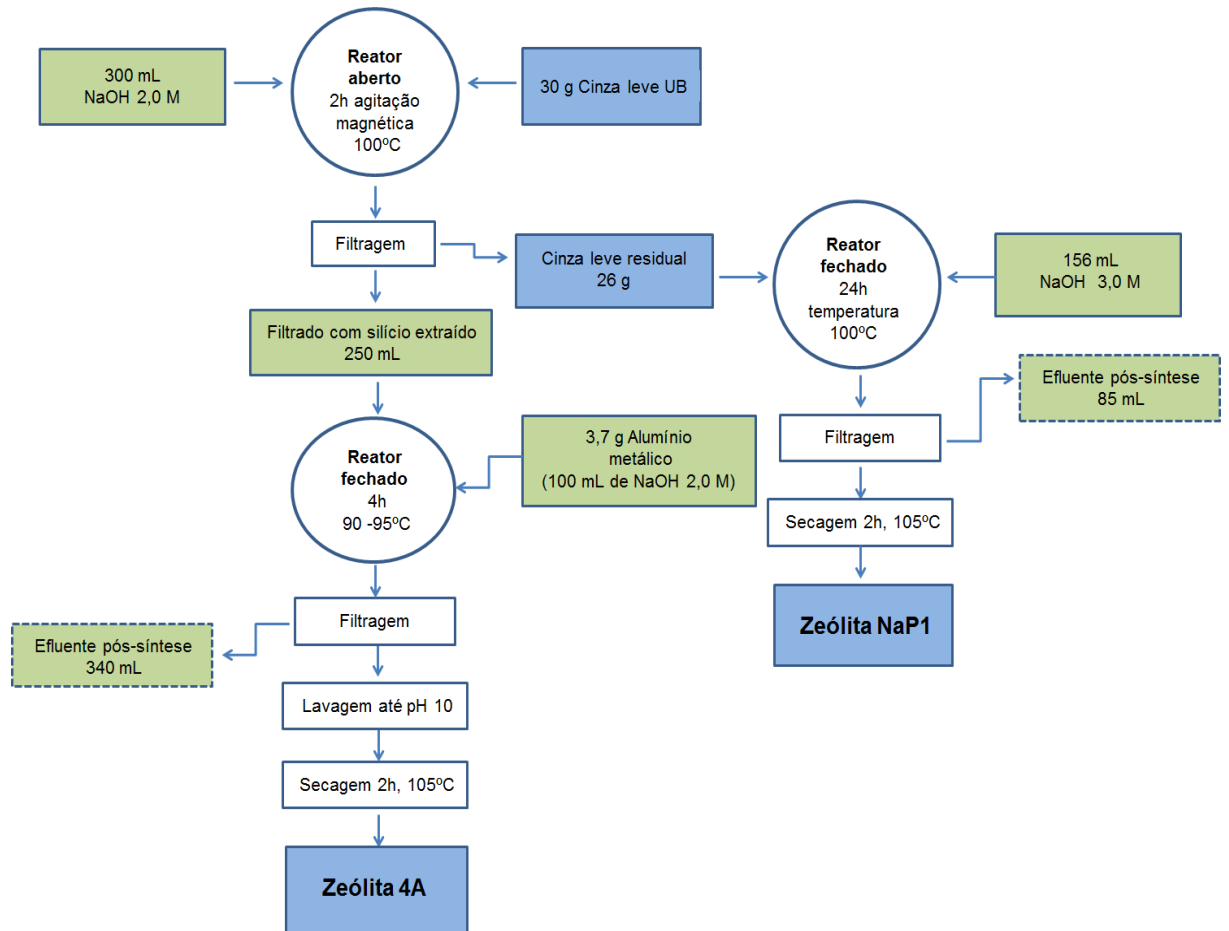 300 mL
NaOH 2,0 M
Reator
aberto
2h agitação
magnética
100ºC
30 g Cinza leve UB
Filtragem
Cinza leve residual
26 g
Reator
fechado
24h
temperatura
100ºC
156 mL
NaOH 3,0 M
Filtrado com silício extraído
250 mL
Efluente pós-síntese
85 mL
Filtragem
3,7 g Alumínio
metálico
(100 mL de NaOH 2,0 M)
Reator
fechado
4h
90 -95ºC
Secagem 2h, 105ºC
Zeólita NaP1
Filtragem
Efluente pós-síntese
340 mL
Lavagem até pH 10
Secagem 2h, 105ºC
Zeólita 4A